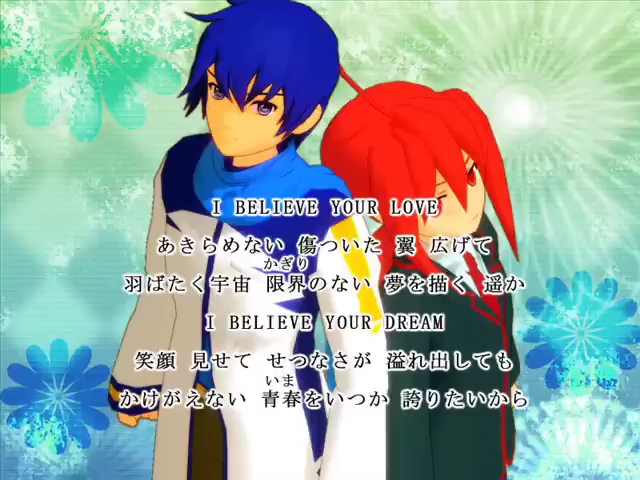 I BELIEVE YOUR LOVE
あきらめない 傷ついた 翼 広げて
かぎり
羽ばたく宇宙 限界のない 夢を描く 遥か
I BELIEVE YOUR DREAM
笑顔 見せて せつなさが 溢れ出しても
いま
かけがえない 青春をいつか 誇りたいから